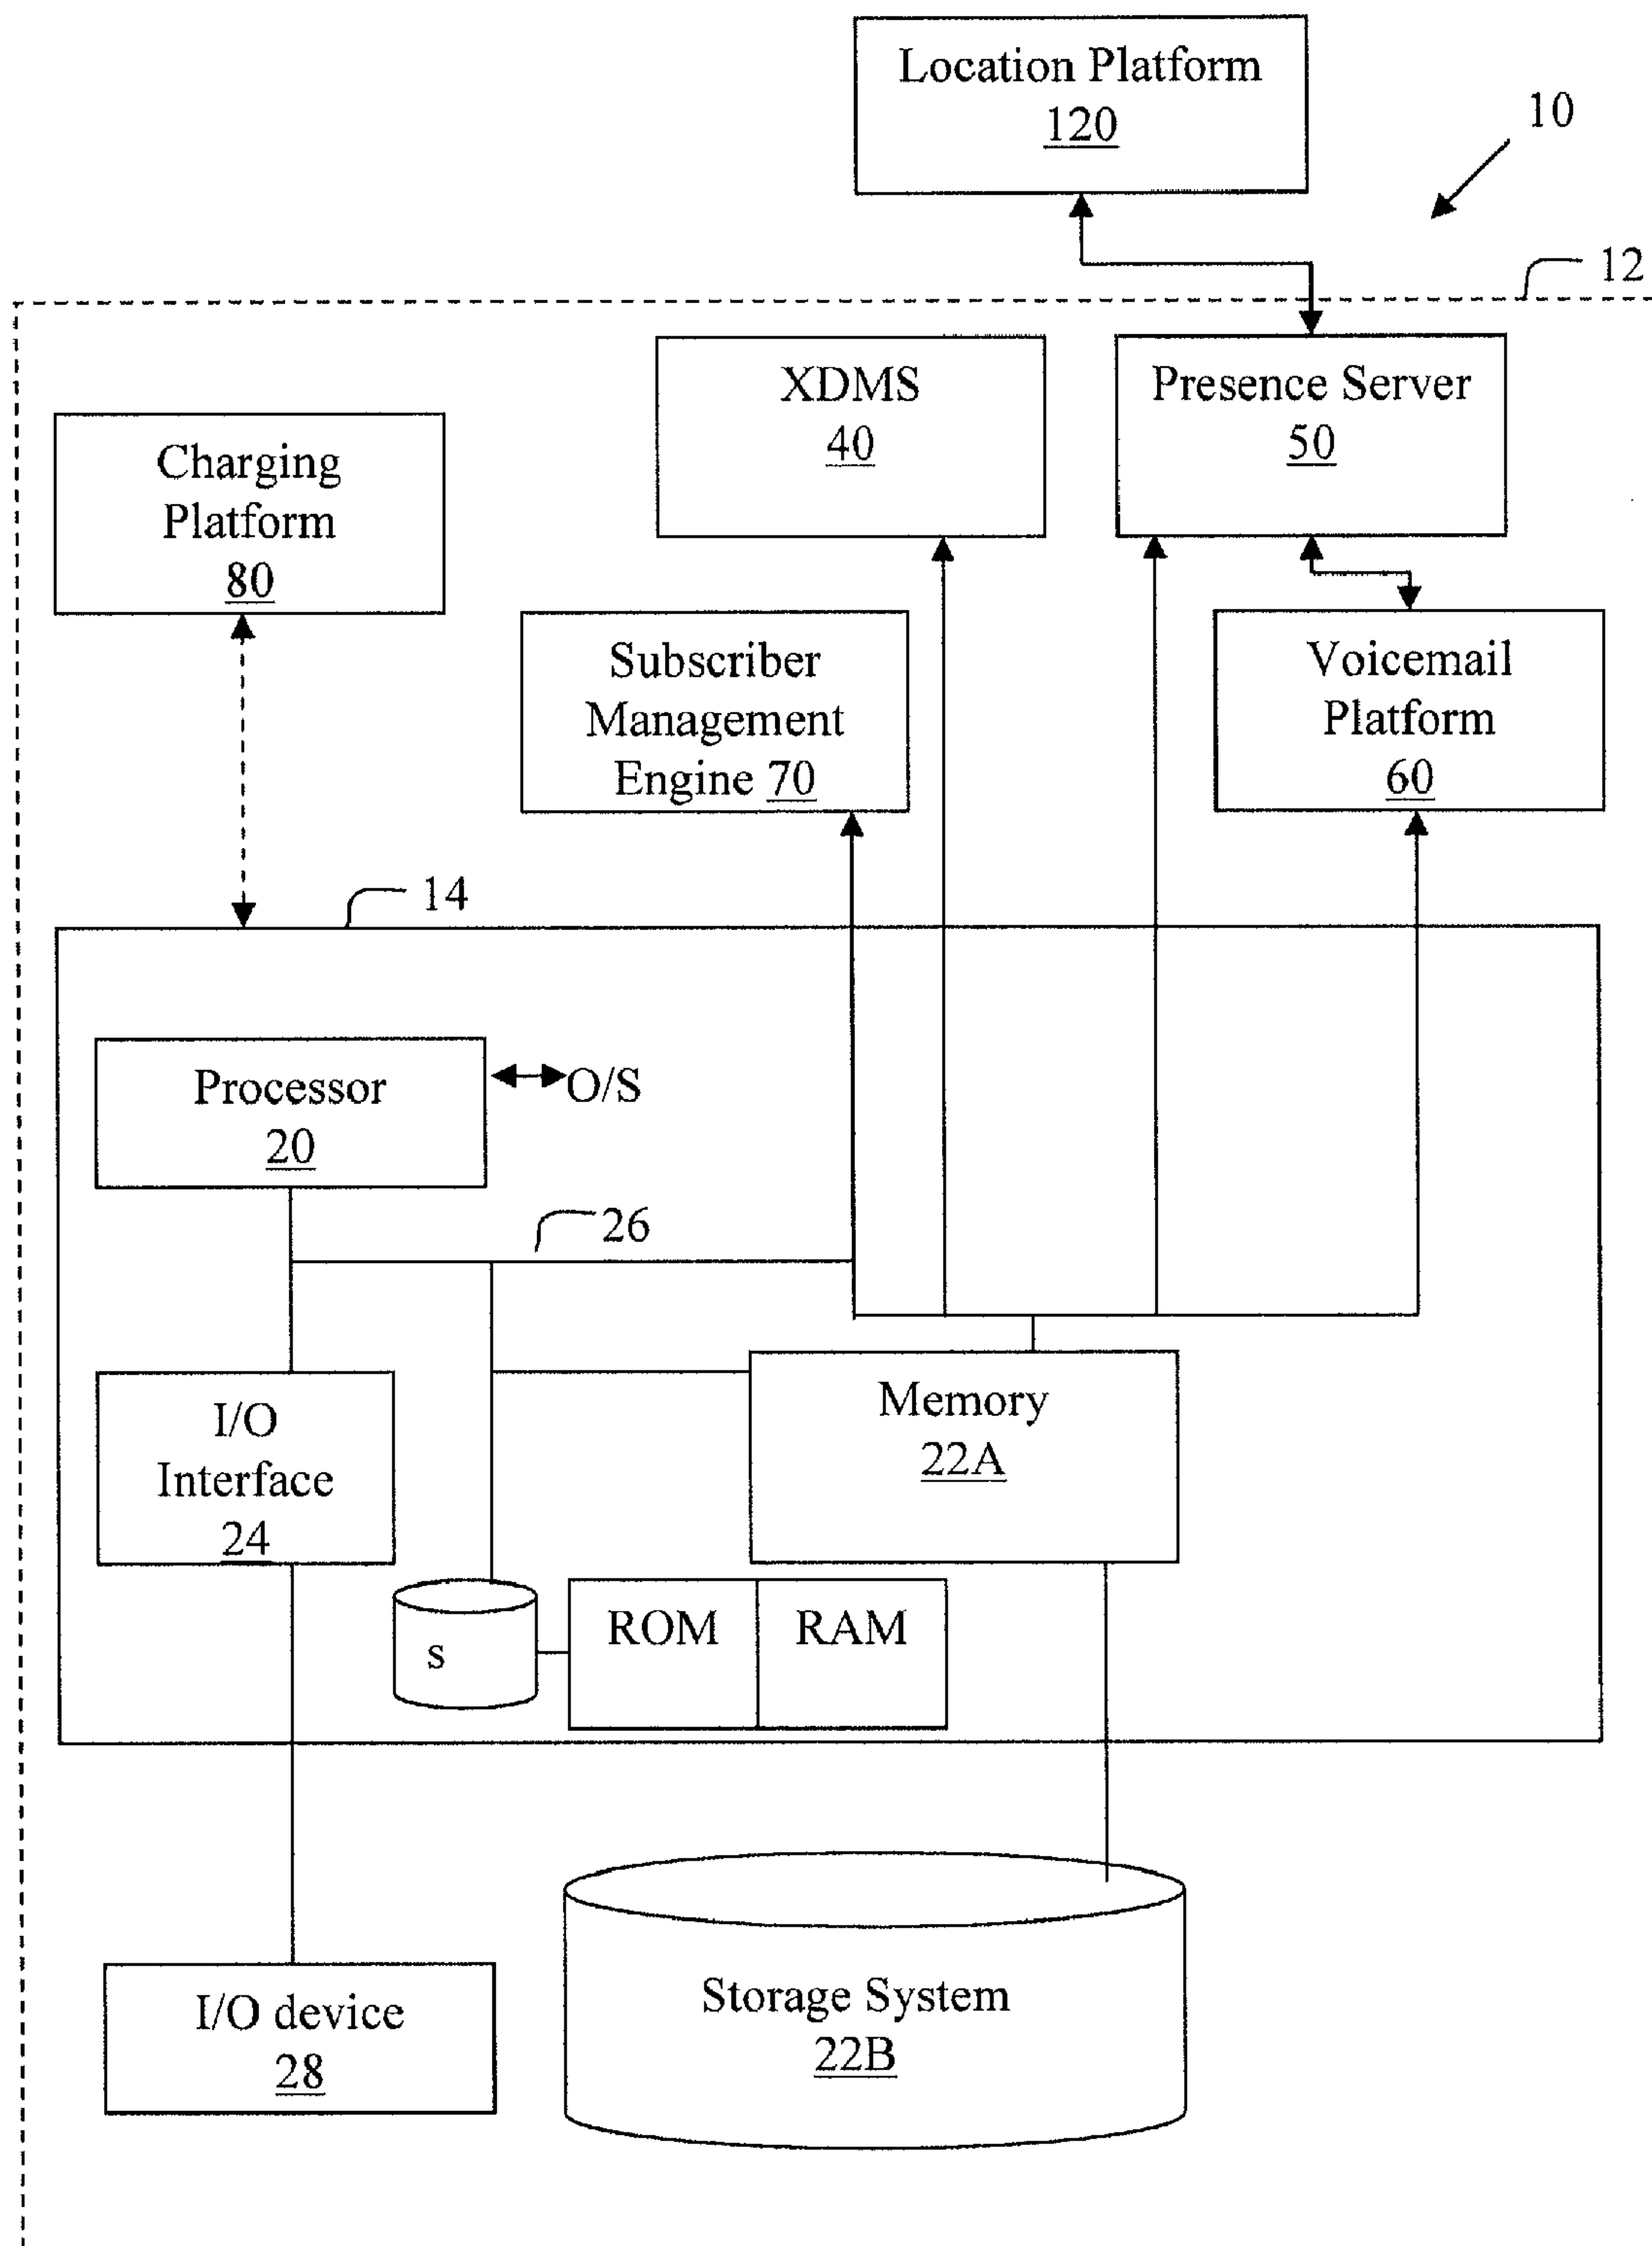 Location Platform
120
10
12
XDMS
40
Presence Server
50
Charging
Platform
80
Subscriber
Management
Engine 70
Voicemail
Platform
60
14
Processor
20
O/S
26
I/O
Interface
24
Memory
22A
s
ROM
RAM
I/O device
28
Storage System
22B